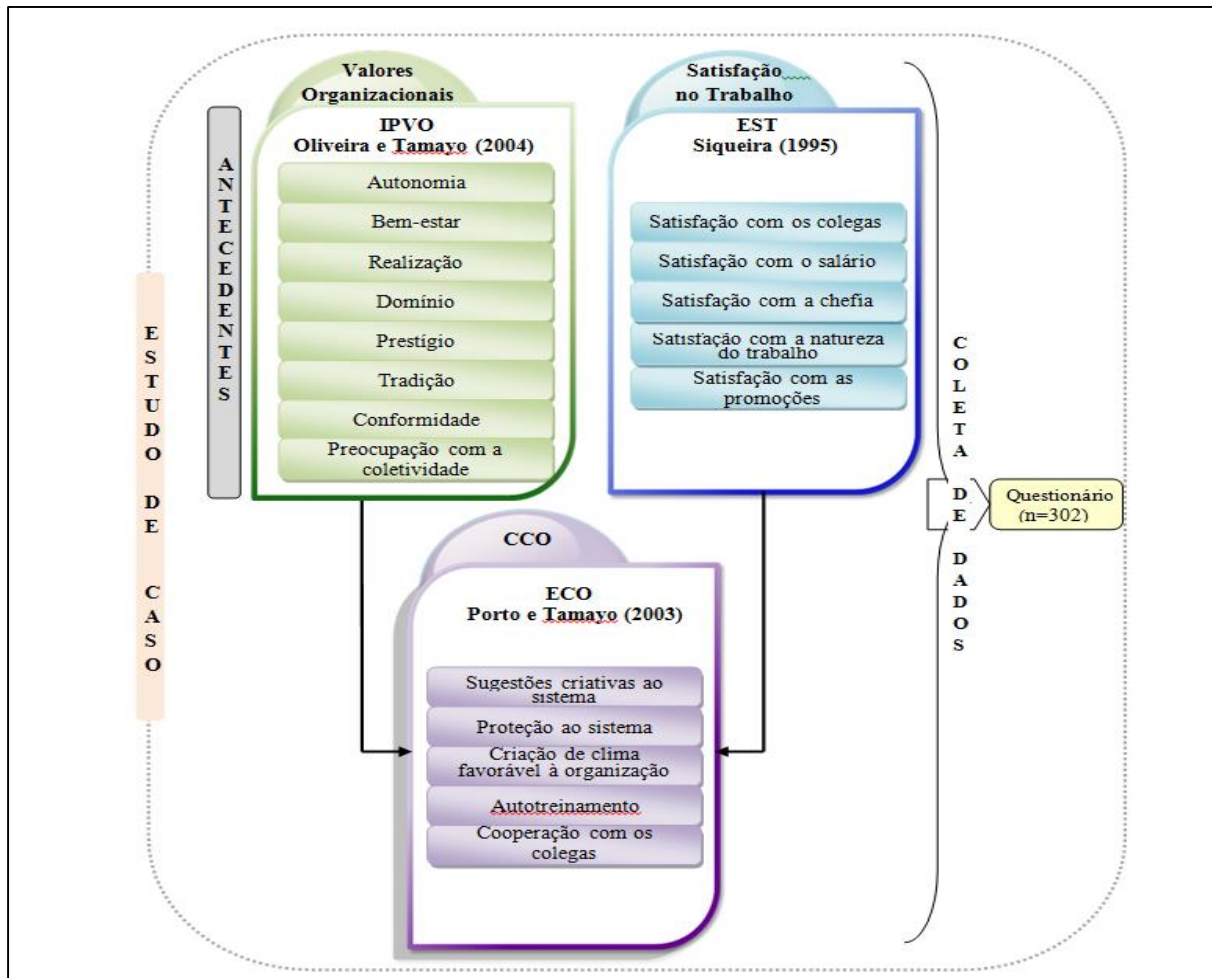 Valores
Organizacionais
IPVO
Oliveira e Tamayo (2004)
Autonomia
Bem-estar
Realização
Domínio
Prestígio
Tradição
Conformidade
Preocupação com a
coletividade
Satisfação
no Trabalho
EST
Siqueira (1995)
Satisfação com os colegas
Satisfação com o salário
Satisfação com a chefia
Satisfação com a natureza
do trabalho
Satisfação com as
promoções
ANTECEDENTES
ESTUDO DE CASO
CCO
ECO
Porto e Tamayo (2003)
Sugestões criativas ao
sistema
Proteção ao sistema
Criação de clima
favorável à organização
Autotreinamento
Cooperação com os
colegas
COLETA DE DADOS
Questionário
(n=302)